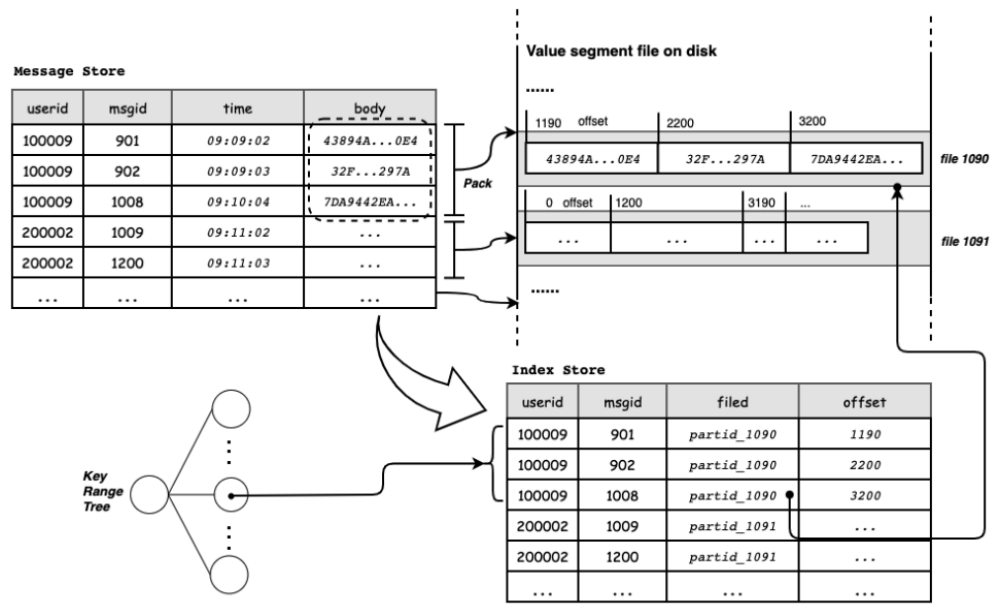 Message Store
userid msgid time body
100009 901 09:09:02 43894A...0E4
100009 902 09:09:03 32F...297A
100009 1008 09:10:04 7DA9442EA...
200002 1009 09:11:02 ...
200002 1200 09:11:03 ...
... ... ... ...
Pack
Value segment file on disk
......
1190 offset 2200 3200
43894A...0E4 32F...297A 7DA9442EA...
file 1090
0 offset 1200 3190 ...
... ... ... ...
file 1091
......
Key
Range
Tree
Index Store
userid msgid filed offset
100009 901 partid_1090 1190
100009 902 partid_1090 2200
100009 1008 partid_1090 3200
200002 1009 partid_1091 ...
200002 1200 partid_1091 ...
... ... ... ...